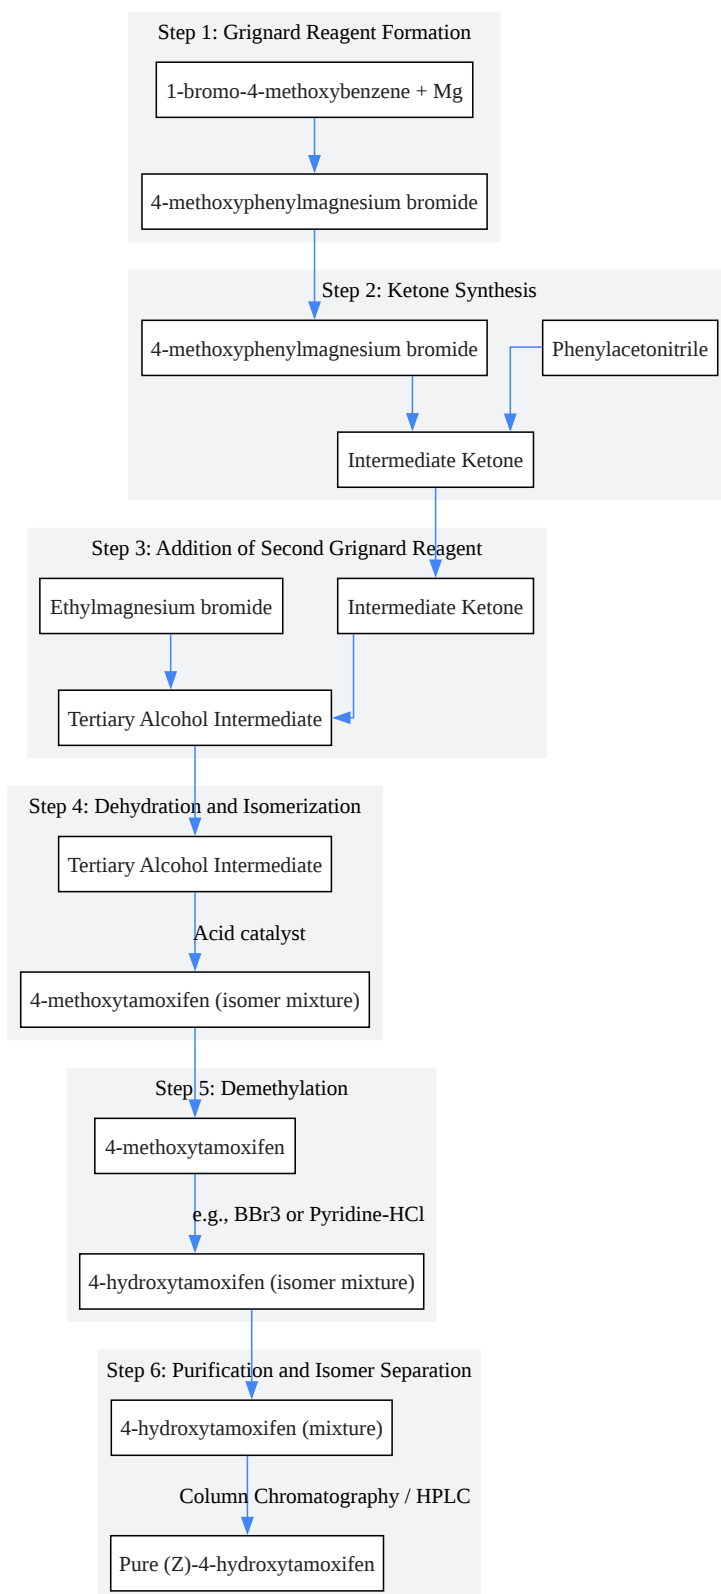 Step 1: Grignard Reagent Formation
1-bromo-4-methoxybenzene + Mg
4-methoxyphenylmagnesium bromide
Step 2: Ketone Synthesis
4-methoxyphenylmagnesium bromide
Phenylacetonitrile
Intermediate Ketone
Step 3: Addition of Second Grignard Reagent
Ethylmagnesium bromide
Intermediate Ketone
Tertiary Alcohol Intermediate
Step 4: Dehydration and Isomerization
Tertiary Alcohol Intermediate
Acid catalyst
4-methoxytamoxifen (isomer mixture)
Step 5: Demethylation
4-methoxytamoxifen
e.g., BBr3 or Pyridine-HCl
4-hydroxytamoxifen (isomer mixture)
Step 6: Purification and Isomer Separation
4-hydroxytamoxifen (mixture)
Column Chromatography / HPLC
Pure (Z)-4-hydroxytamoxifen